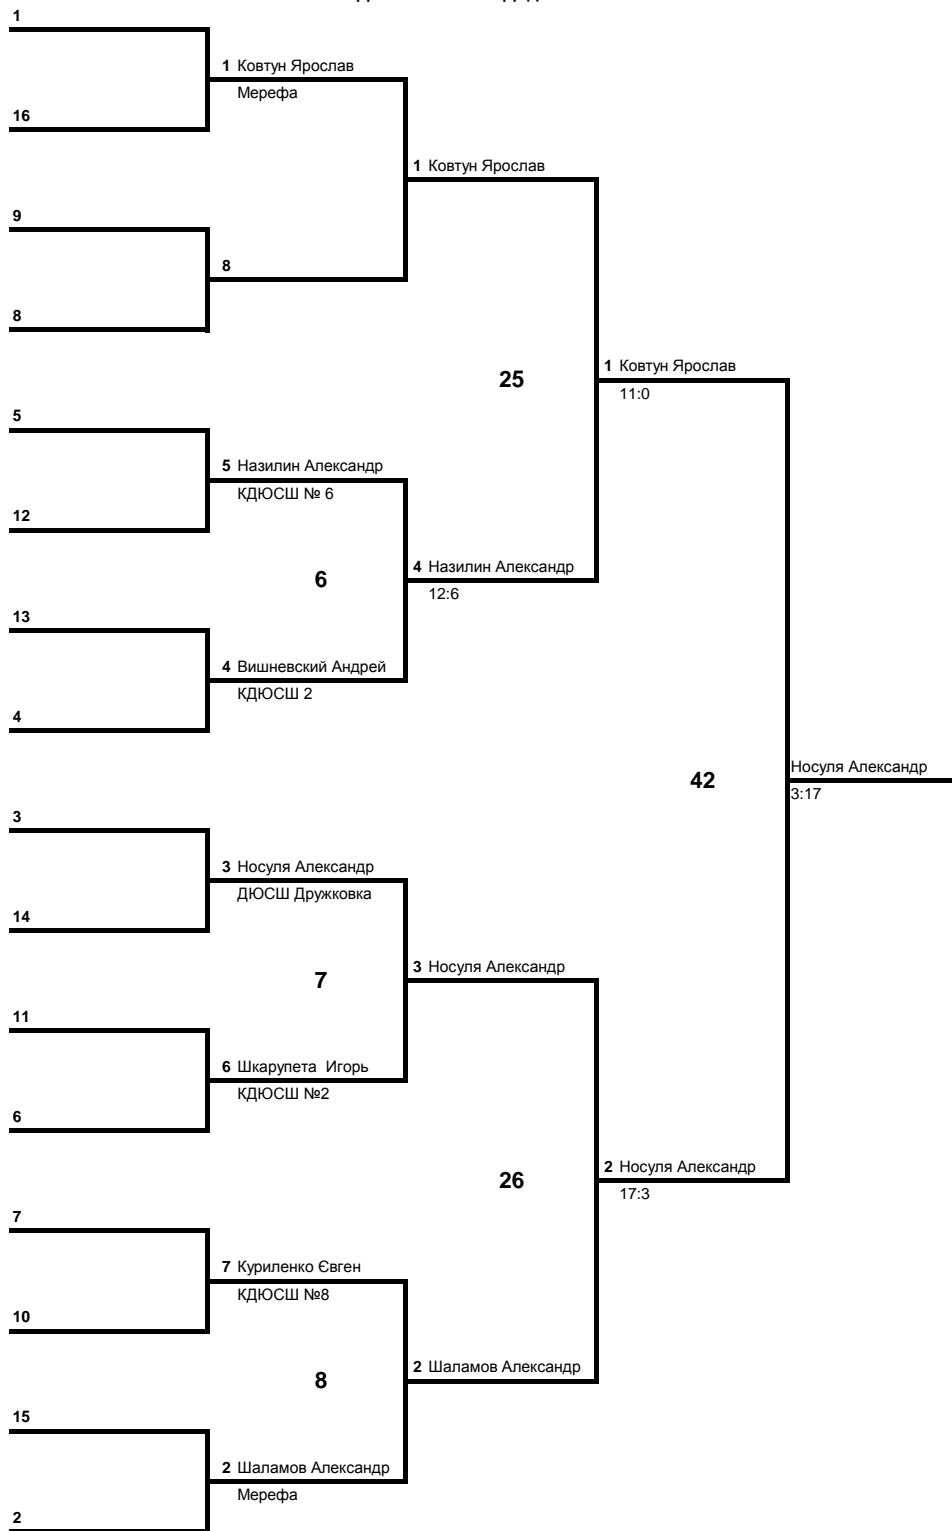 1
1 Ковтун Ярослав
Мерефа
16
1 Ковтун Ярослав
9
8
8
1 Ковтун Ярослав
25
11:0
5
5 Назилин Александр
КДЮСШ № 6
12
4 Назилин Александр
6
12:6
13
4 Вишневский Андрей
КДЮСШ 2
4
Носуля Александр
42
3:17
3
3 Носуля Александр
ДЮСШ Дружковка
14
3 Носуля Александр
7
11
6 Шкарупета Игорь
КДЮСШ №2
6
2 Носуля Александр
26
17:3
7
7 Куриленко Євген
КДЮСШ №8
10
2 Шаламов Александр
8
15
2 Шаламов Александр
Мерефа
2